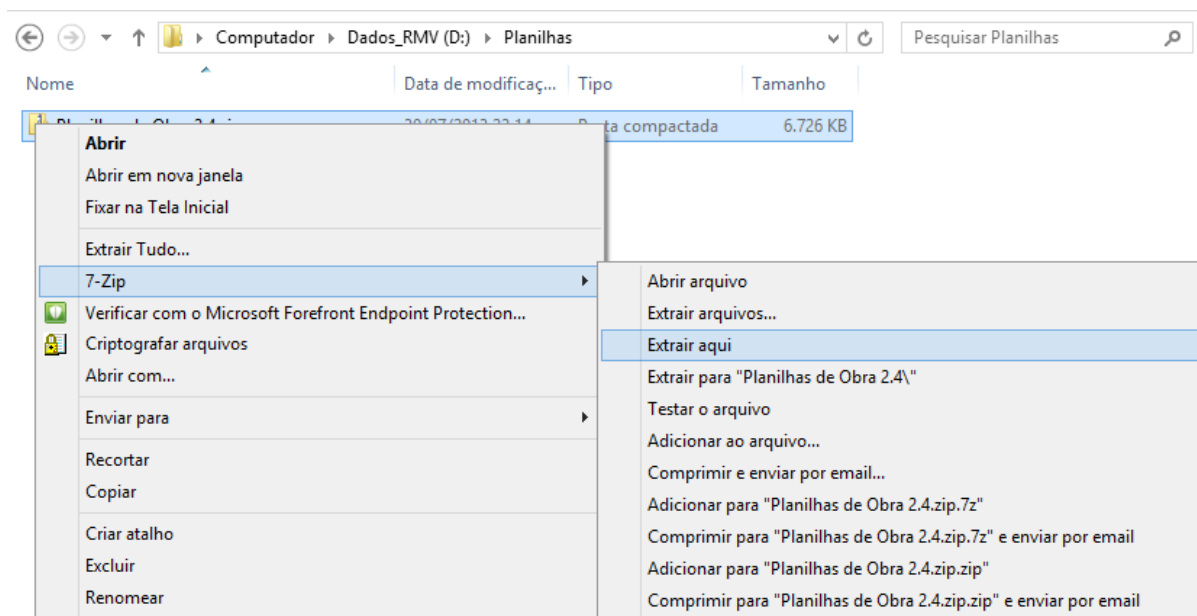 Computador Dados_RMV (D:) Planilhas Pesquisar Planilhas
Nome Data de modificaç... Tipo Tamanho
compactada 6.726 KB
Abrir
Abrir em nova janela
Fixar na Tela Inicial
Extrair Tudo...
7-Zip
Verificar com o Microsoft Forefront Endpoint Protection...
Criptografar arquivos
Abrir com...
Enviar para
Recortar
Copiar
Criar atalho
Excluir
Renomear
Abrir arquivo
Extrair arquivos...
Extrair aqui
Extrair para "Planilhas de Obra 2.4\"
Testar o arquivo
Adicionar ao arquivo...
Comprimir e enviar por email...
Adicionar para "Planilhas de Obra 2.4.zip.7z"
Comprimir para "Planilhas de Obra 2.4.zip.7z" e enviar por email
Adicionar para "Planilhas de Obra 2.4.zip.zip"
Comprimir para "Planilhas de Obra 2.4.zip.zip" e enviar por email